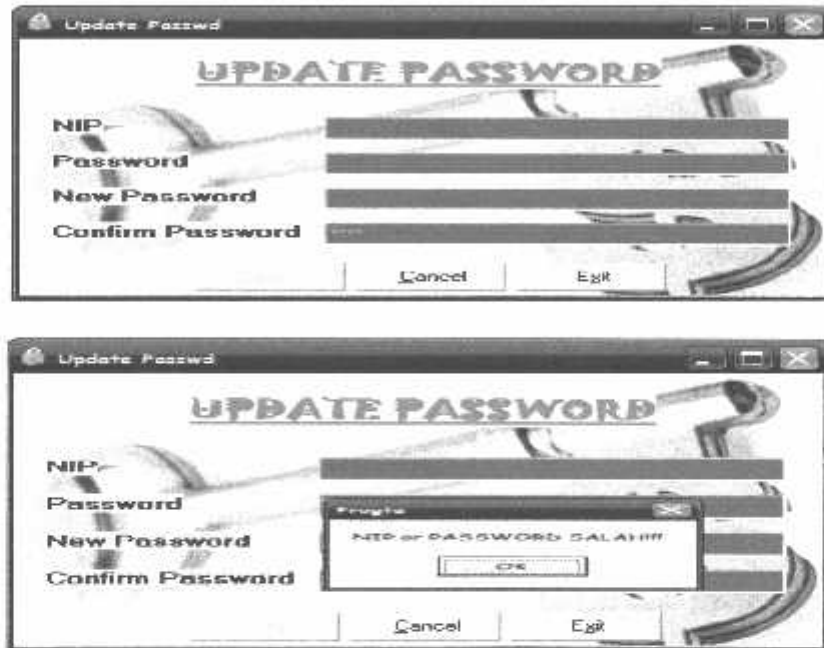 Update Passwd
UPDATE PASSWORD
NIP
Password
New Password
Confirm Password ****
Cancel Exit
Update Passwd
UPDATE PASSWORD
NIP
Password
New Password
Confirm Password
NIP or PASSWORD SALAH!!!
OK
Cancel Exit